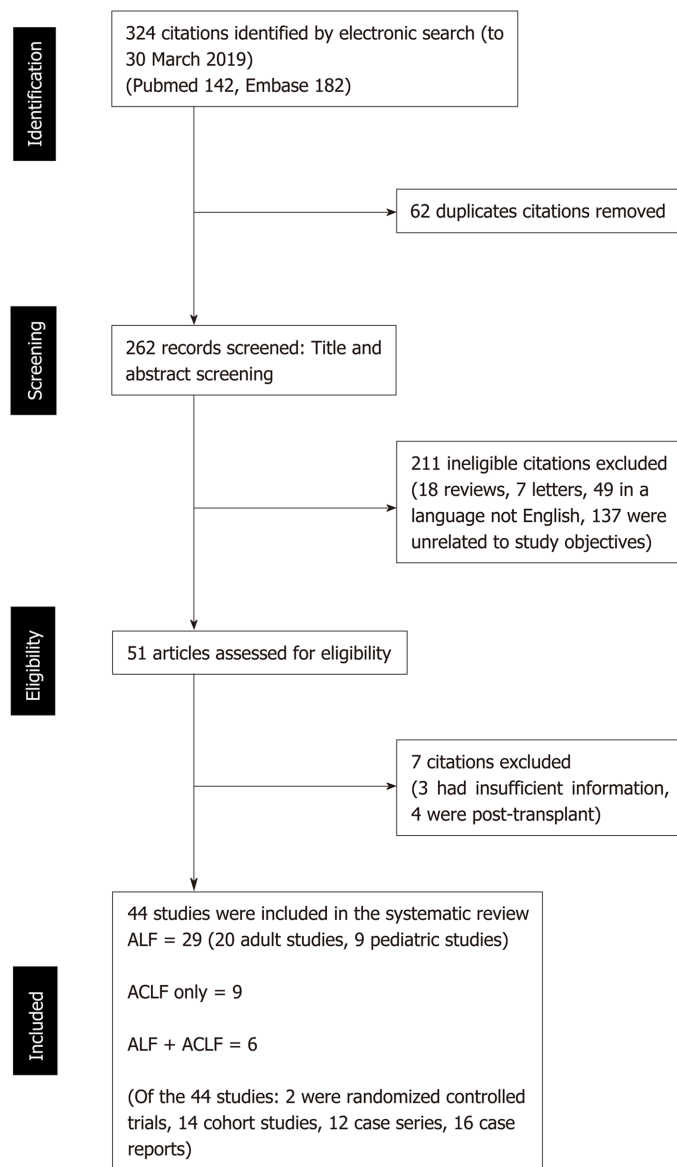 Identification
324 citations identified by electronic search (to
30 March 2019)
(Pubmed 142, Embase 182)
62 duplicates citations removed
Screening
262 records screened: Title and
abstract screening
211 ineligible citations excluded
(18 reviews, 7 letters, 49 in a
language not English, 137 were
unrelated to study objectives)
Eligibility
51 articles assessed for eligibility
7 citations excluded
(3 had insufficient information,
4 were post-transplant)
Included
44 studies were included in the systematic review
ALF = 29 (20 adult studies, 9 pediatric studies)
ACLF only = 9
ALF + ACLF = 6
(Of the 44 studies: 2 were randomized controlled
trials, 14 cohort studies, 12 case series, 16 case
reports)